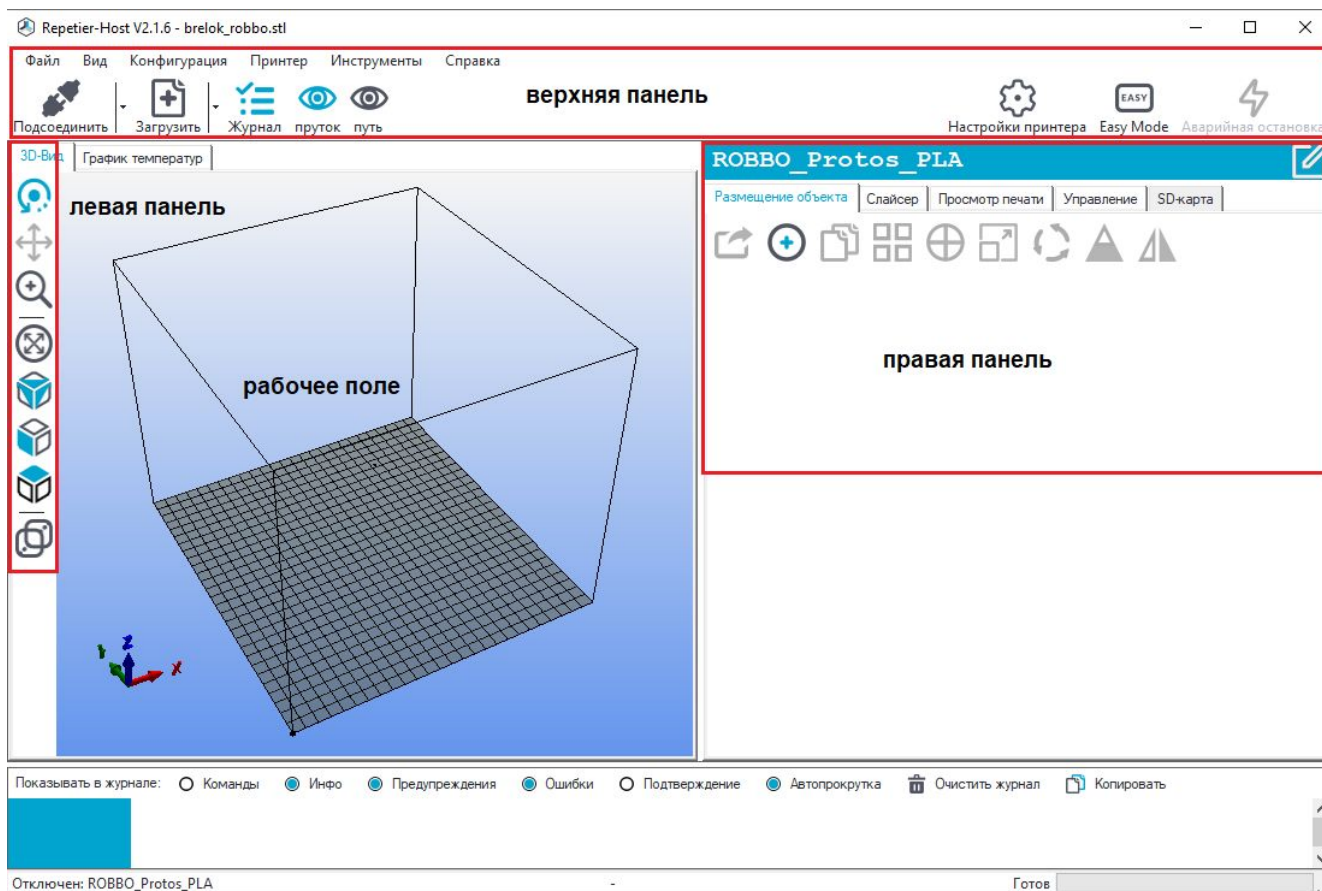 Repetier-Host V2.1.6 - brelok_robbo.stl
Файл Вид Конфигурация Принтер Инструменты Справка
верхняя панель
Подсоединить Загрузить Журнал пруток путь EASY
Настройки принтера Easy Mode Аварийная остановка
3D-Вид График температур
ROBBO_Protos_PLA
Размещение объекта Слайсер Просмотр печати Управление SD-карта
левая панель
рабочее поле
правая панель
Y Z X
Показывать в журнале: Команды Инфо Предупреждения Ошибки Подтверждение Автопрокрутка Очистить журнал Копировать
Отключен: ROBBO_Protos_PLA - Готов